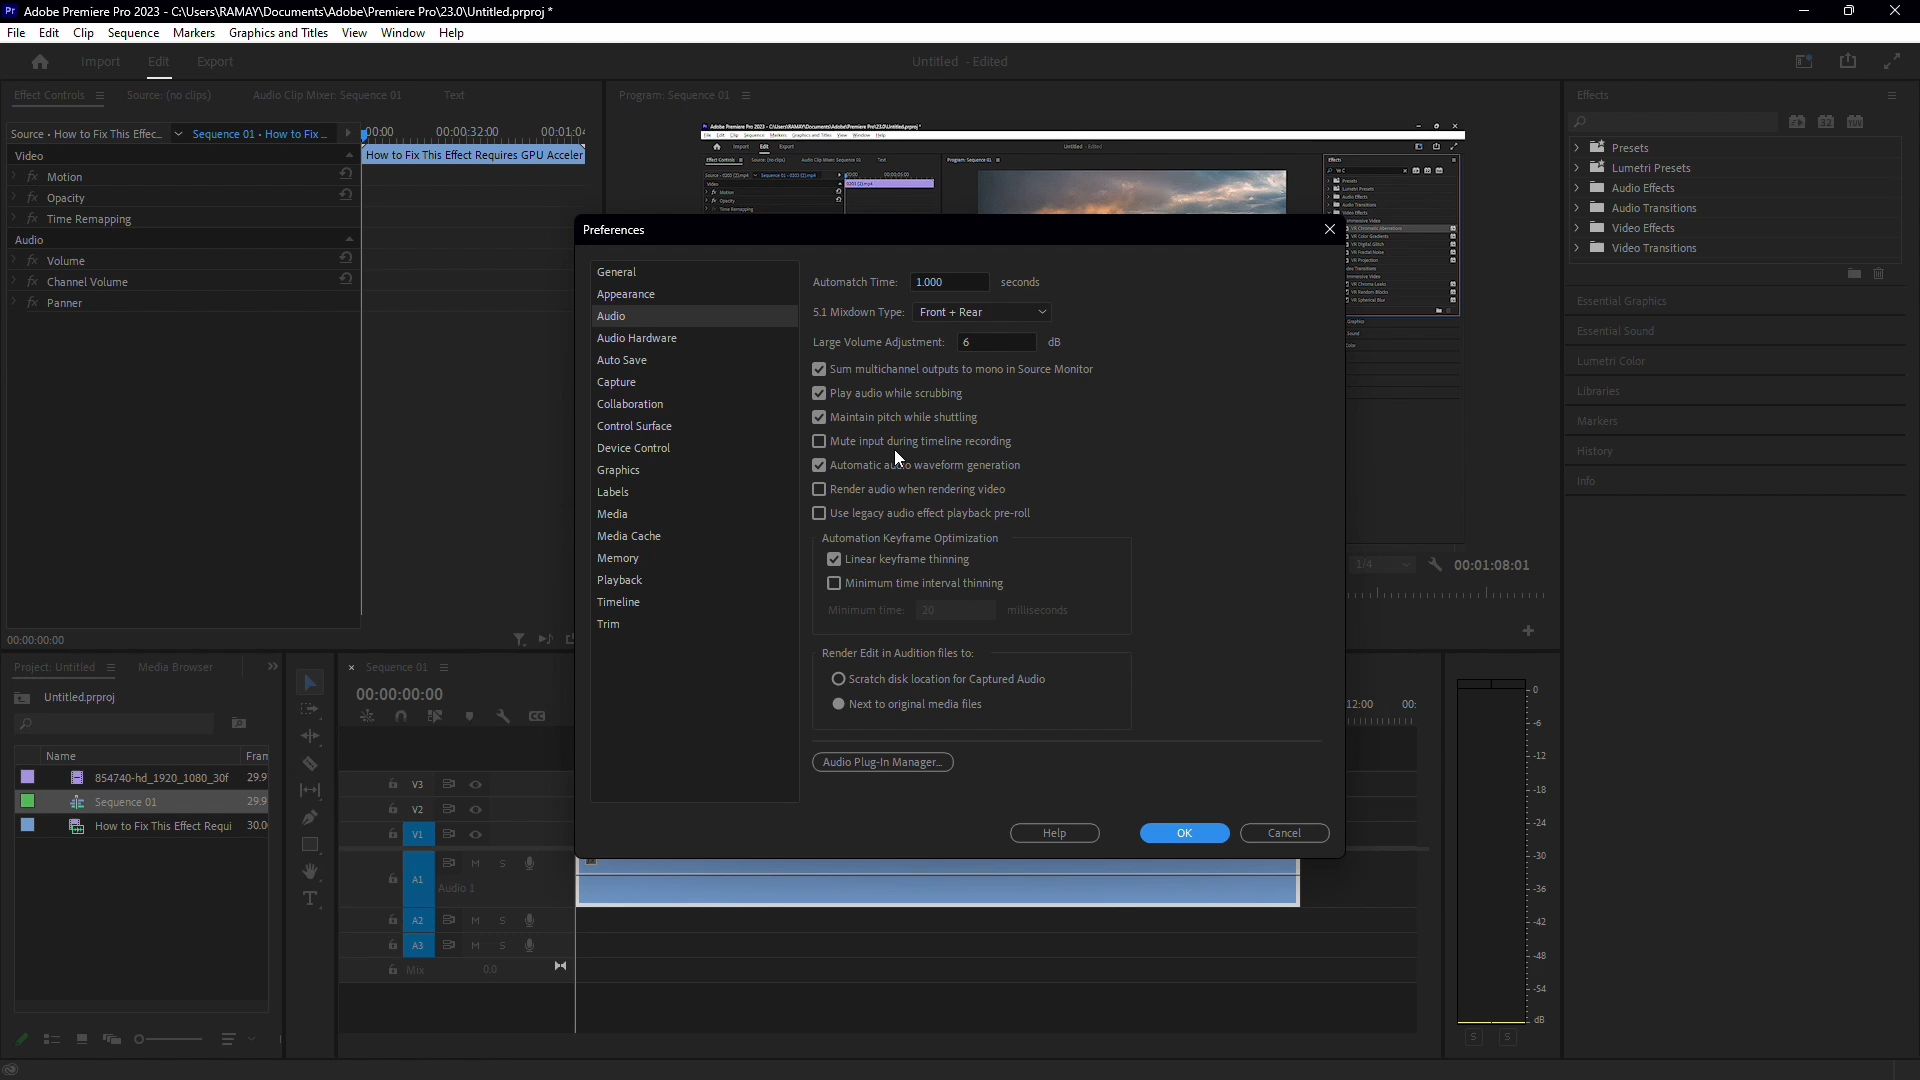 Pr Adobe Premiere Pro 2023 - C:\Users\RAMAY\Documents\Adobe\Premiere Pro\23.0\Untitled.prproj *
File Edit Clip Sequence Markers Graphics and Titles View Window Help
Import Edit Export
Untitled - Edited
Effect Controls Source: (no clips) Audio Clip Mixer: Sequence 01 Text
Program: Sequence 01
Effects
Source • How to Fix This Effec... Sequence 01 • How to Fix ...
00:00 00:00:32:00 00:01:04
Video
How to Fix This Effect Requires GPU Acceler
fx Motion
fx Opacity
fx Time Remapping
Audio
fx Volume
fx Channel Volume
fx Panner
00:00:00:00
Presets
Lumetri Presets
Audio Effects
Audio Transitions
Video Effects
Video Transitions
Essential Graphics
Essential Sound
Lumetri Color
Libraries
Markers
History
Info
Preferences
General
Appearance
Audio
Audio Hardware
Auto Save
Capture
Collaboration
Control Surface
Device Control
Graphics
Labels
Media
Media Cache
Memory
Playback
Timeline
Trim
Automatch Time: 1.000 seconds
5.1 Mixdown Type: Front + Rear
Large Volume Adjustment: 6 dB
Sum multichannel outputs to mono in Source Monitor
Play audio while scrubbing
Maintain pitch while shuttling
Mute input during timeline recording
Automatic audio waveform generation
Render audio when rendering video
Use legacy audio effect playback pre-roll
Automation Keyframe Optimization
Linear keyframe thinning
Minimum time interval thinning
Minimum time: 20 milliseconds
Render Edit in Audition files to:
Scratch disk location for Captured Audio
Next to original media files
Audio Plug-In Manager...
Help OK Cancel
1/4 00:01:08:01
Project: Untitled Media Browser
Untitled.prproj
Name Fram
854740-hd_1920_1080_30f 29.9
Sequence 01 29.9
How to Fix This Effect Requi 30.0
Sequence 01
00:00:00:00
12:00 00:
V3
V2
V1
A1 M S
Audio 1
A2 M S
A3 M S
Mix 0.0
0
-6
-12
-18
-24
-30
-36
-42
-48
-54
dB
S S